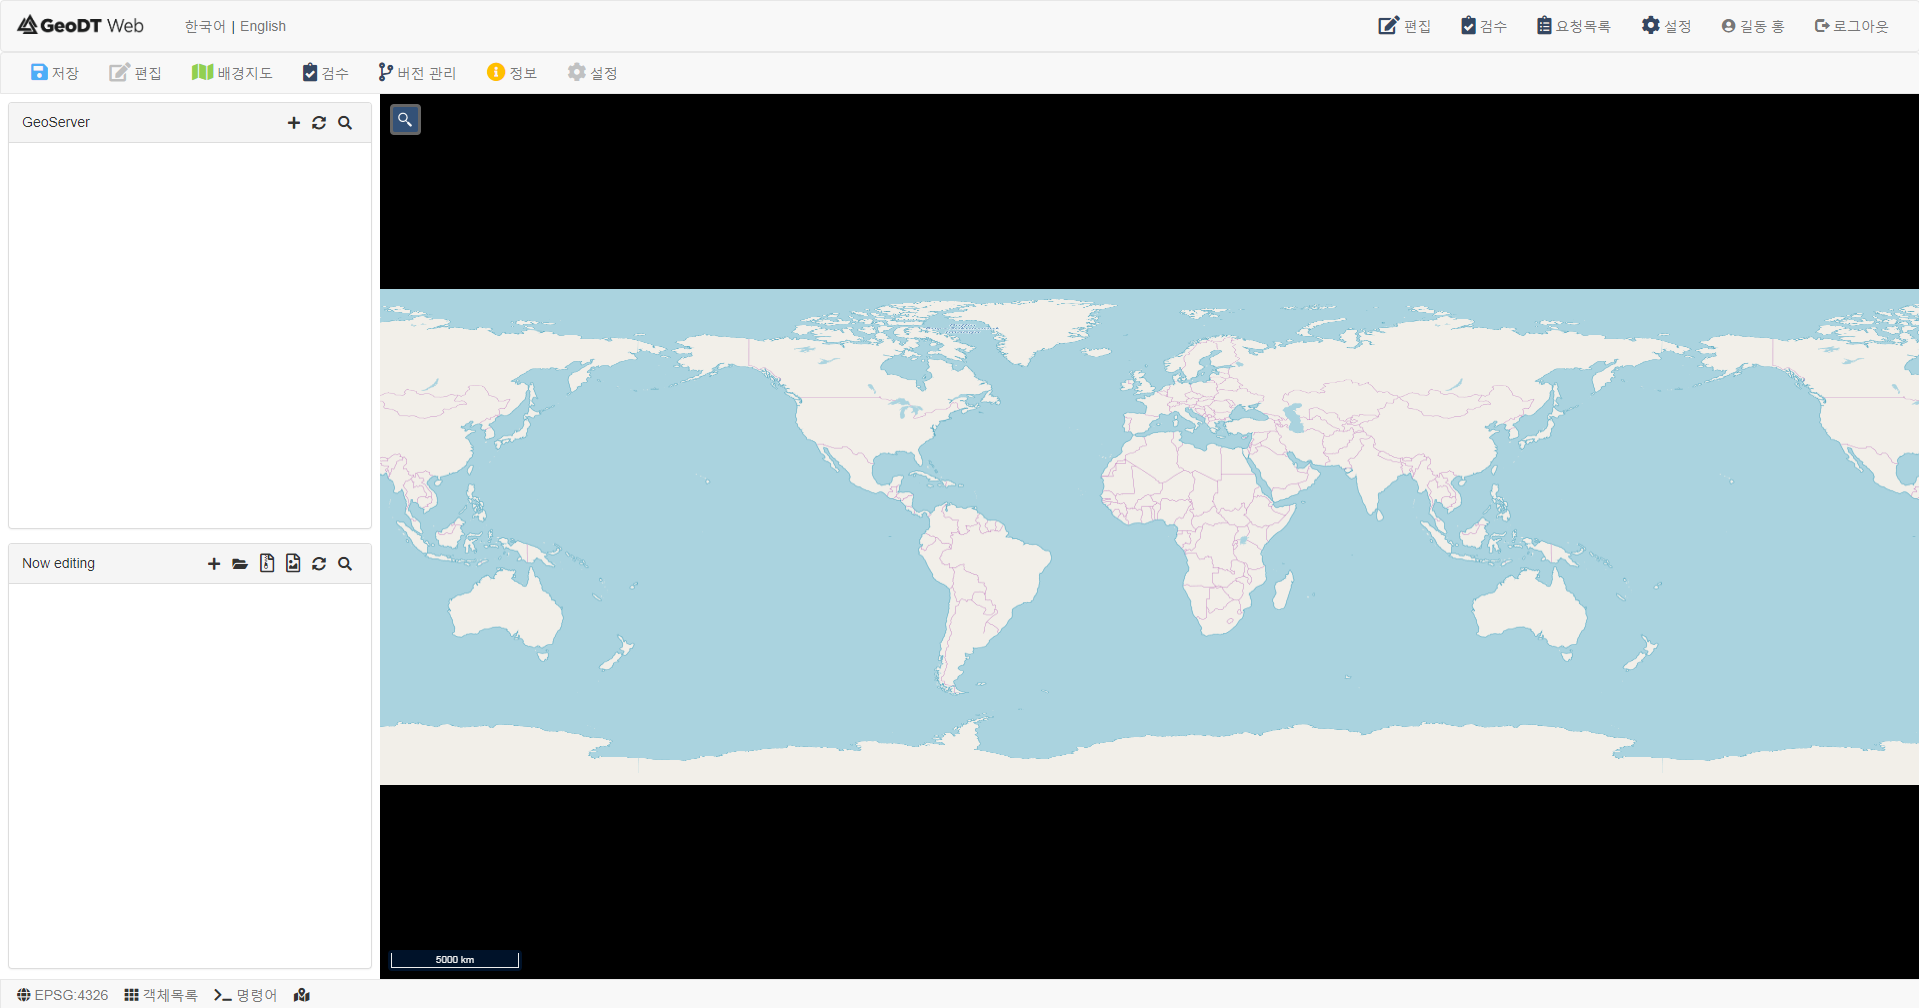 GeoDT Web 한국어 | English 편집 검수 요청목록 설정 길동 홍 로그아웃
저장 편집 배경지도 검수 버전 관리 정보 설정
GeoServer
Now editing
5000 km
EPSG:4326 객체목록 명령어